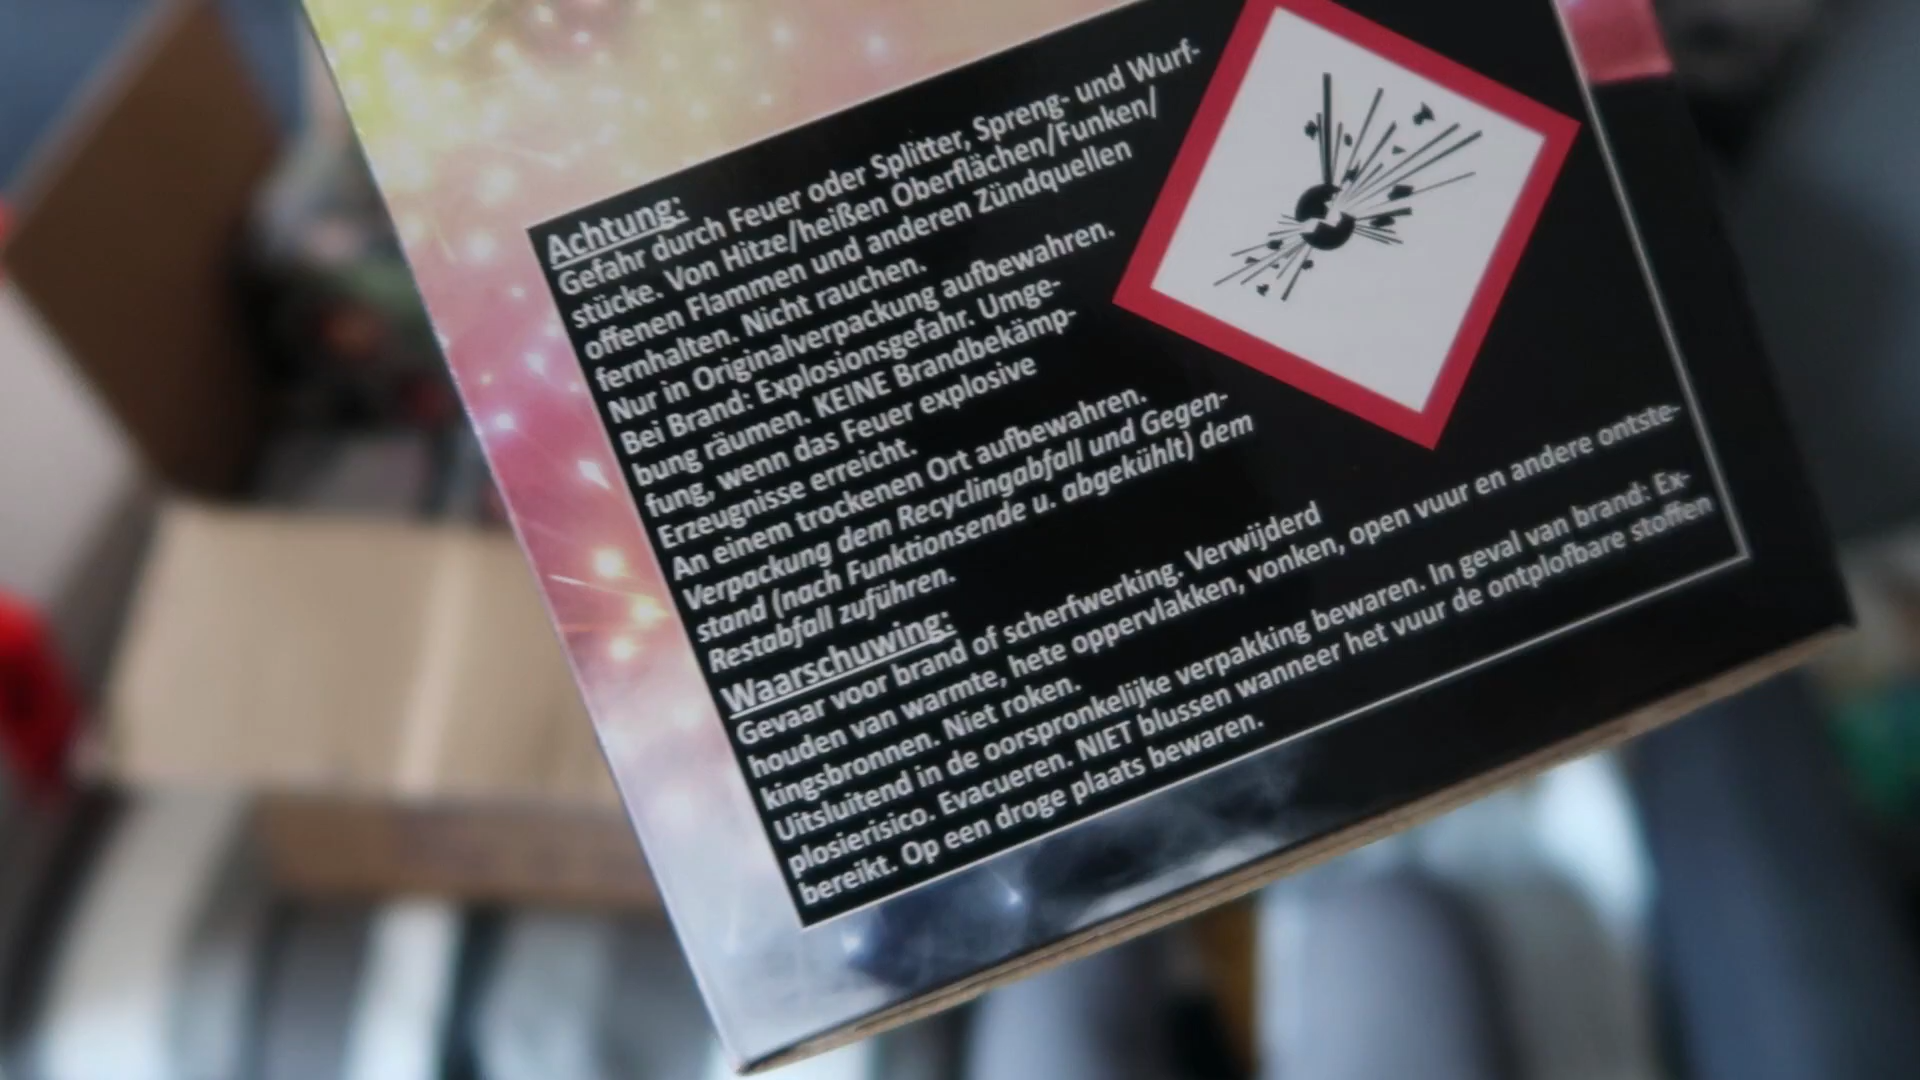 Achtung:
Gefahr durch Feuer oder Splitter, Spreng- und Wurf-
stücke. Von Hitze/heißen Oberflächen/Funken/
offenen Flammen und anderen Zündquellen
fernhalten. Nicht rauchen.
Nur in Originalverpackung aufbewahren.
Bei Brand: Explosionsgefahr. Umge-
bung räumen. KEINE Brandbekämp-
fung, wenn das Feuer explosive
Erzeugnisse erreicht.
An einem trockenen Ort aufbewahren.
Verpackung dem Recyclingabfall und Gegen-
stand (nach Funktionsende u. abgekühlt) dem
Restabfall zuführen.
Waarschuwing:
Gevaar voor brand of scherfwerking. Verwijderd
houden van warmte, hete oppervlakken, vonken, open vuur en andere ontste-
kingsbronnen. Niet roken.
Uitsluitend in de oorspronkelijke verpakking bewaren. In geval van brand: Ex-
plosierisico. Evacueren. NIET blussen wanneer het vuur de ontplofbare stoffen
bereikt. Op een droge plaats bewaren.